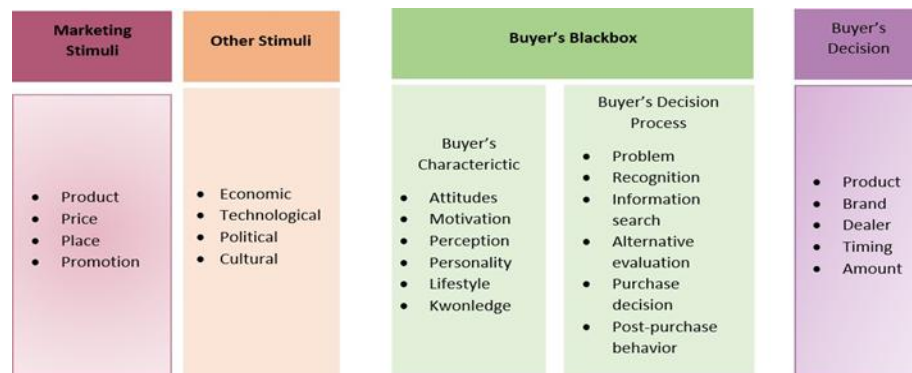 Marketing
Stimuli
Other Stimuli
Buyer's Blackbox
Buyer's
Decision
• Product
• Price
• Place
• Promotion
• Economic
• Technological
• Political
• Cultural
Buyer's
Characterictic
• Attitudes
• Motivation
• Perception
• Personality
• Lifestyle
• Kwonledge
Buyer's Decision
Process
• Problem
• Recognition
• Information
search
• Alternative
evaluation
• Purchase
decision
• Post-purchase
behavior
• Product
• Brand
• Dealer
• Timing
• Amount